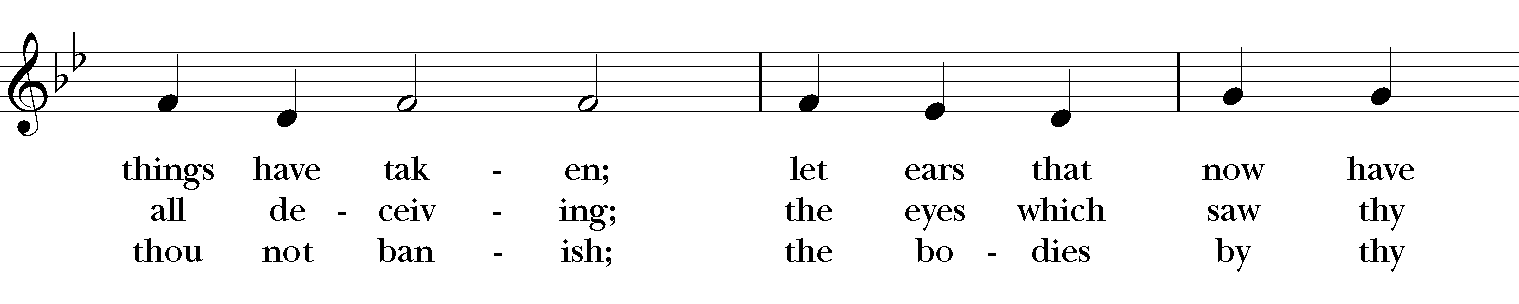 things have tak - en; let ears that now have
all de - ceiv - ing; the eyes which saw thy
thou not ban - ish; the bo - dies by thy